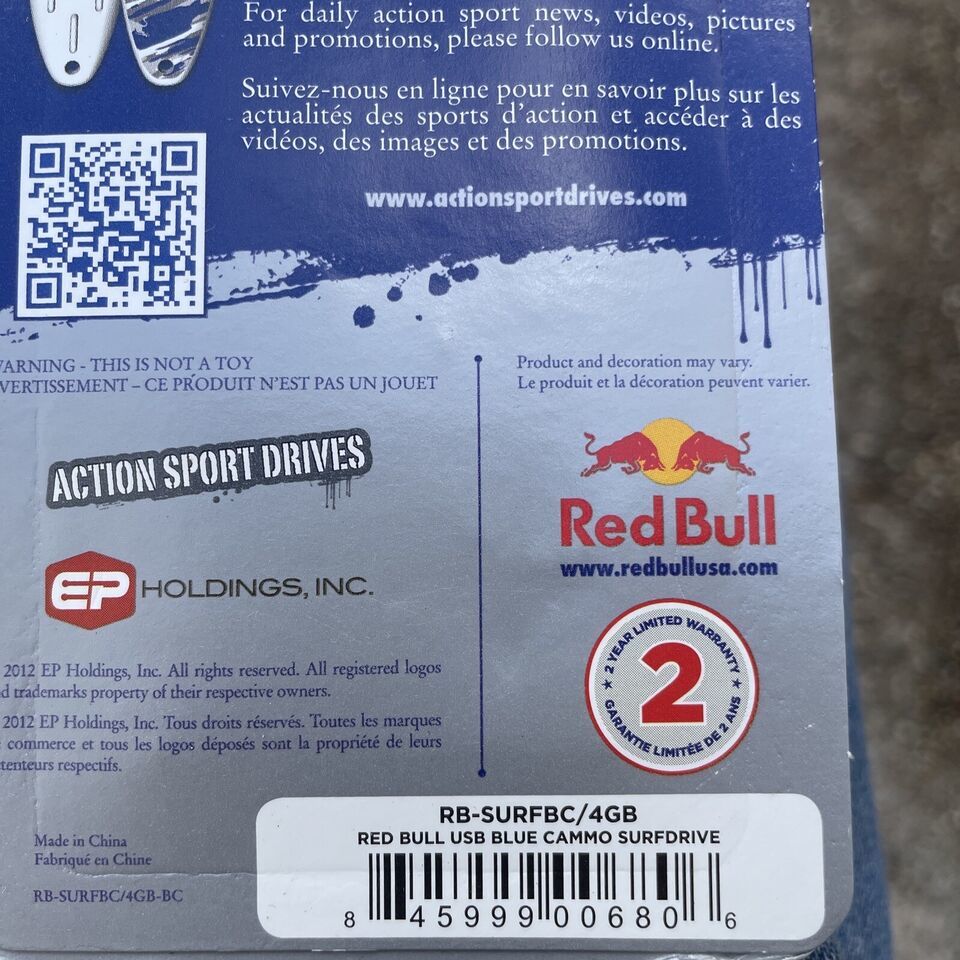 For daily action sport news, videos, pictures
and promotions, please follow us online.
Suivez-nous en ligne pour en savoir plus sur les
actualités des sports d'action et accéder à des
vidéos, des images et des promotions.
www.actionsportdrives.com
WARNING - THIS IS NOT A TOY
VERTISSEMENT – CE PRODUIT N'EST PAS UN JOUET
Product and decoration may vary.
Le produit et la décoration peuvent varier.
ACTION SPORT DRIVES
EP HOLDINGS, INC.
Red Bull
www.redbullusa.com
2 YEAR LIMITED WARRANTY
2
GARANTIE LIMITÉE DE 2 ANS
2012 EP Holdings, Inc. All rights reserved. All registered logos
d trademarks property of their respective owners.
2012 EP Holdings, Inc. Tous droits réservés. Toutes les marques
commerce et tous les logos déposés sont la propriété de leurs
tenteurs respectifs.
Made in China
Fabriqué en Chine
RB-SURFBC/4GB-BC
RB-SURFBC/4GB
RED BULL USB BLUE CAMMO SURFDRIVE
8 45999 00680 6